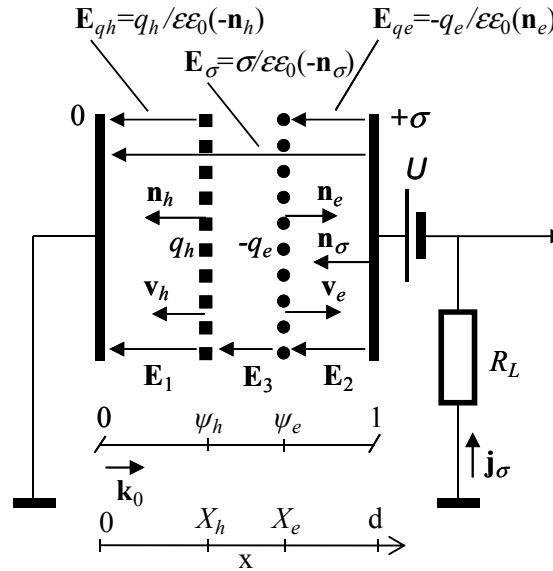 E_qh=q_h/εε_0(-n_h)
E_qe=-q_e/εε_0(n_e)
E_σ=σ/εε_0(-n_σ)
0
+σ
U
n_h
n_e
q_h
-q_e
n_σ
v_h
v_e
E_1
E_3
E_2
R_L
0
ψ_h
ψ_e
1
j_σ
k_0
0
X_h
X_e
d
x